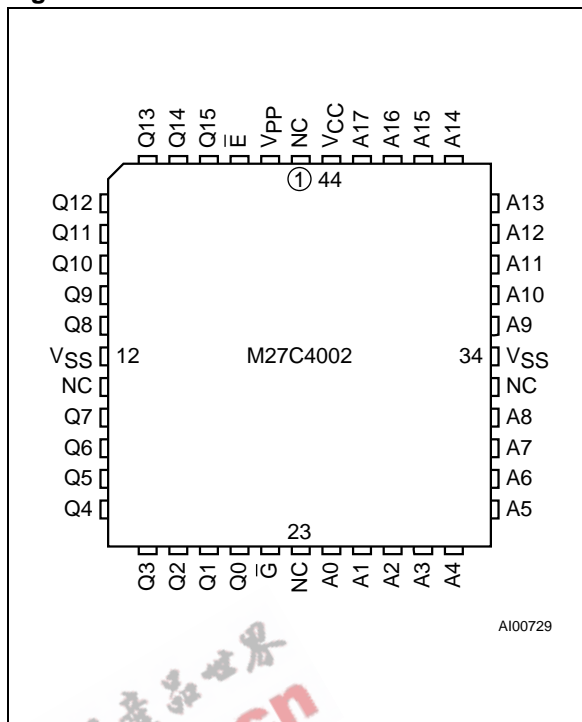 Q13 Q14 Q15 E̅ VPP NC VCC A17 A16 A15 A14
1 44
Q12 A13
Q11 A12
Q10 A11
Q9 A10
Q8 A9
VSS 12 M27C4002 34 VSS
NC NC
Q7 A8
Q6 A7
Q5 A6
Q4 A5
23
Q3 Q2 Q1 Q0 G̅ NC A0 A1 A2 A3 A4
AI00729